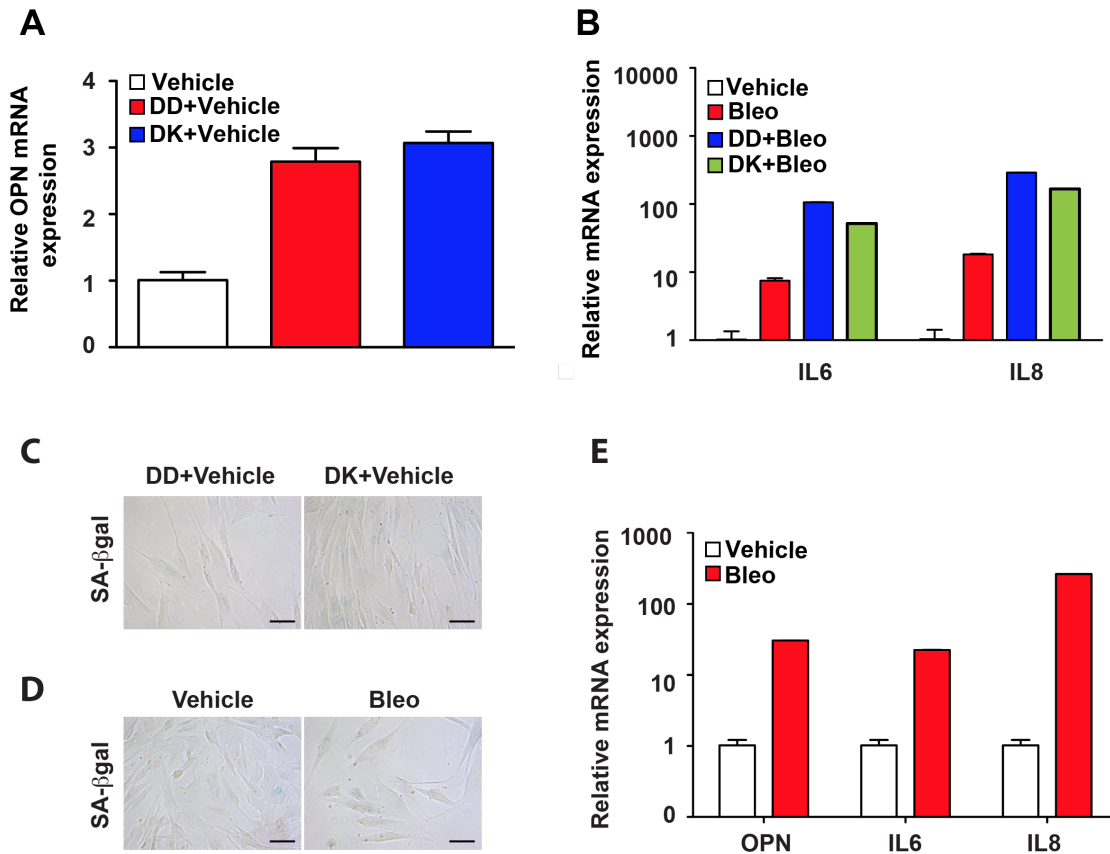 A
Relative OPN mRNA
expression
4
3
2
1
0
Vehicle
DD+Vehicle
DK+Vehicle
B
Relative mRNA expression
10000
1000
100
10
1
Vehicle
Bleo
DD+Bleo
DK+Bleo
IL6
IL8
C
DD+Vehicle
DK+Vehicle
SA-βgal
D
Vehicle
Bleo
SA-βgal
E
Relative mRNA expression
1000
100
10
1
0
Vehicle
Bleo
OPN
IL6
IL8